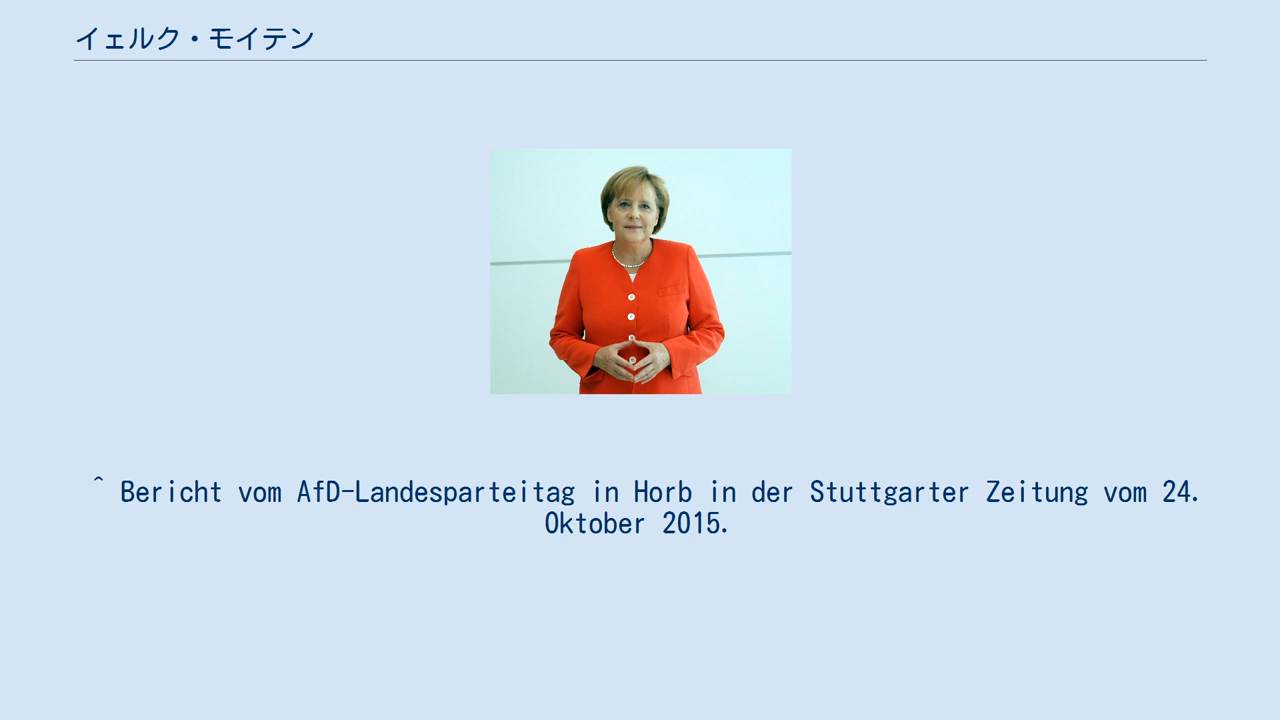 イェルク・モイテン
^ Bericht vom AfD-Landesparteitag in Horb in der Stuttgarter Zeitung vom 24.
Oktober 2015.